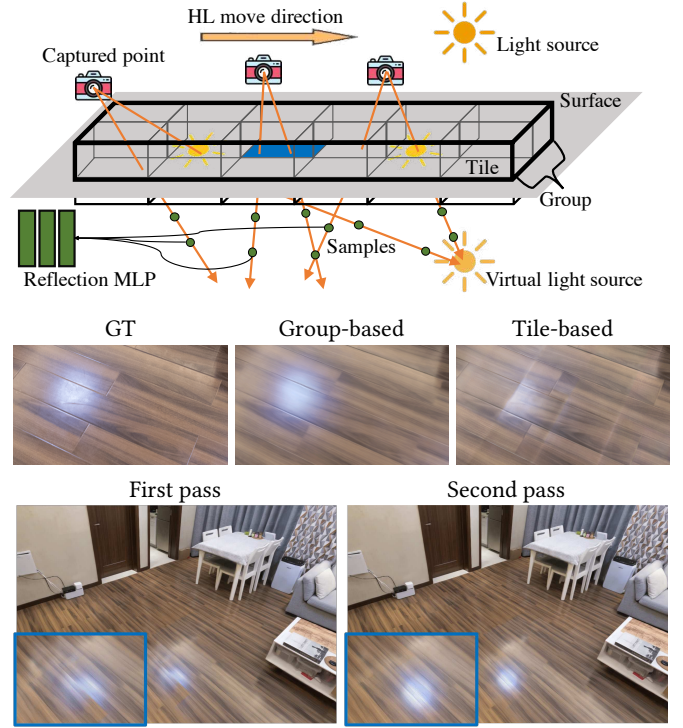 HL move direction
Light source
Captured point
Surface
Tile
Group
Samples
Reflection MLP
Virtual light source
GT Group-based Tile-based
First pass Second pass